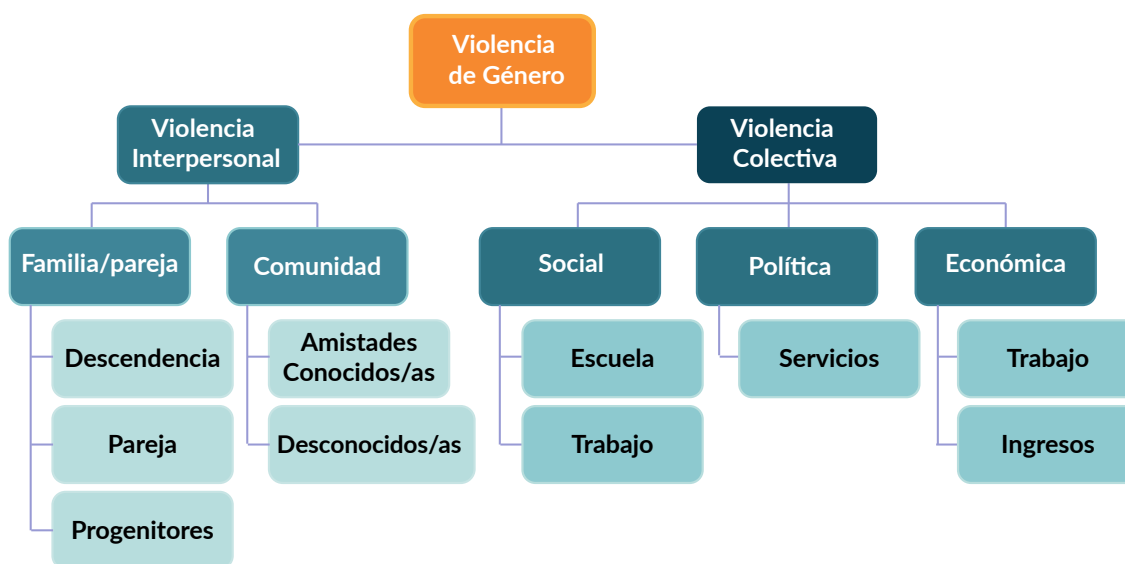 Violencia
de Género
Violencia
Interpersonal
Violencia
Colectiva
Familia/pareja
Comunidad
Social
Política
Económica
Descendencia
Amistades
Conocidos/as
Escuela
Servicios
Trabajo
Pareja
Desconocidos/as
Trabajo
Ingresos
Progenitores